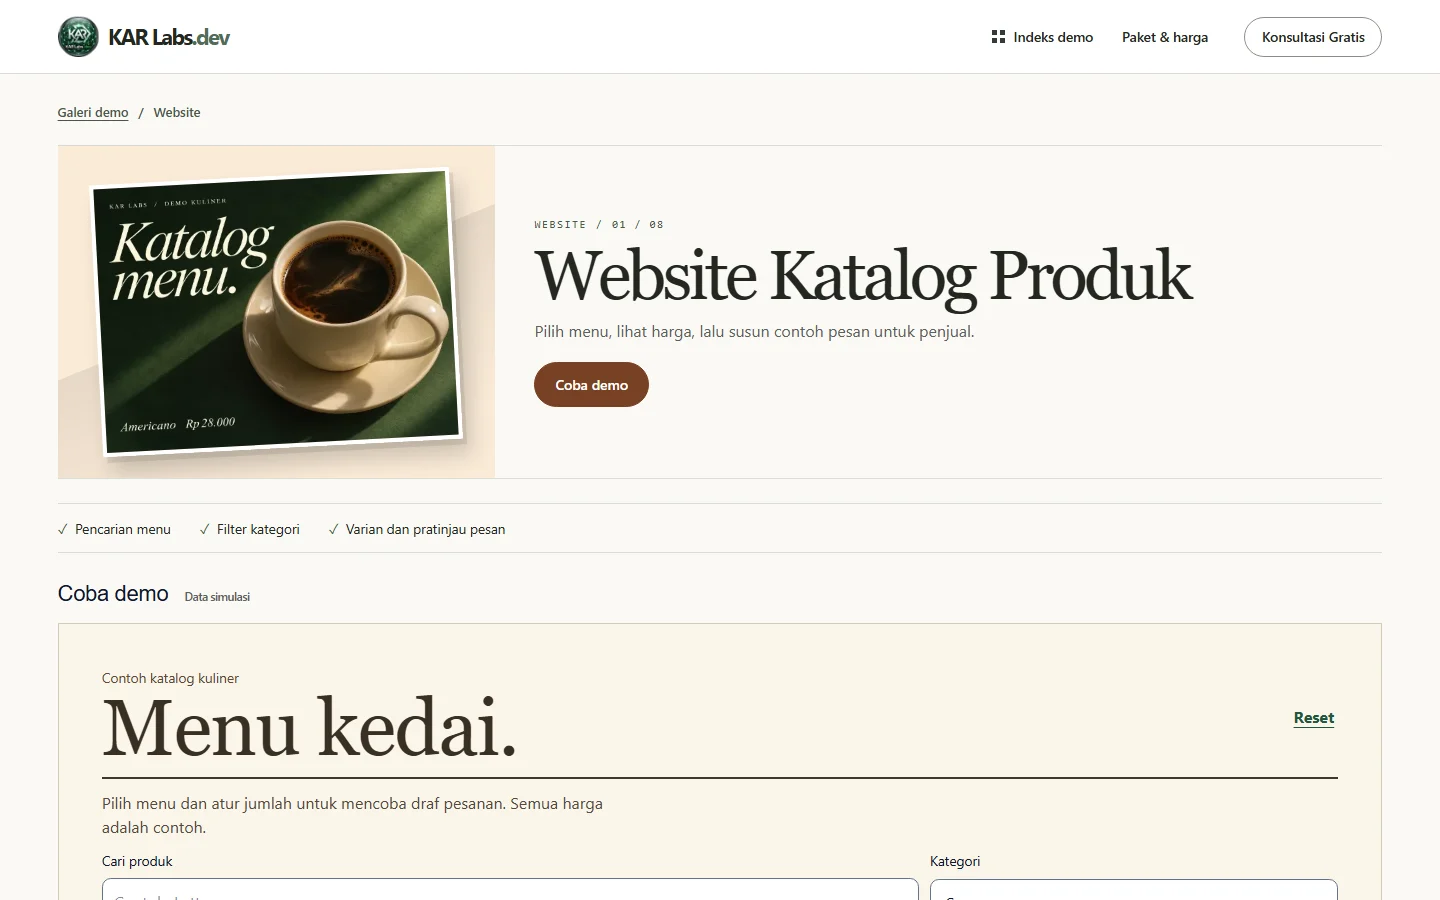 KAR Labs.dev
Indeks demo
Paket & harga
Konsultasi Gratis
Galeri demo / Website
KAR LABS / DEMO KULINER
Katalog
menu.
Americano Rp 28.000
WEBSITE / 01 / 08
Website Katalog Produk
Pilih menu, lihat harga, lalu susun contoh pesan untuk penjual.
Coba demo
✓ Pencarian menu
✓ Filter kategori
✓ Varian dan pratinjau pesan
Coba demo
Data simulasi
Contoh katalog kuliner
Menu kedai.
Reset
Pilih menu dan atur jumlah untuk mencoba draf pesanan. Semua harga
adalah contoh.
Cari produk
Kategori